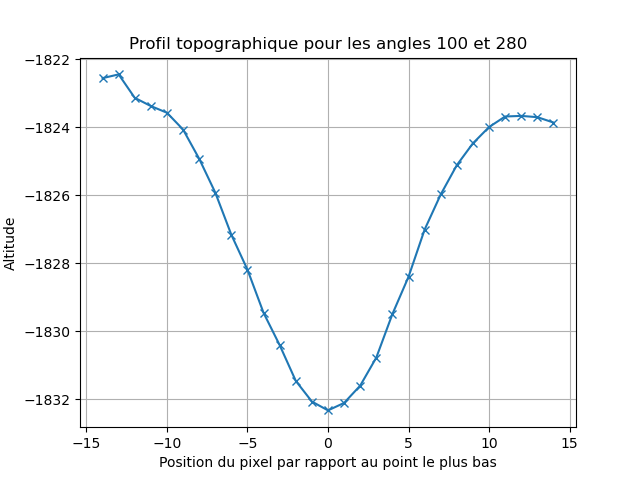 Profil topographique pour les angles 100 et 280
−1822
−1824
−1826
−1828
−1830
−1832
Altitude
−15 −10 −5 0 5 10 15
Position du pixel par rapport au point le plus bas